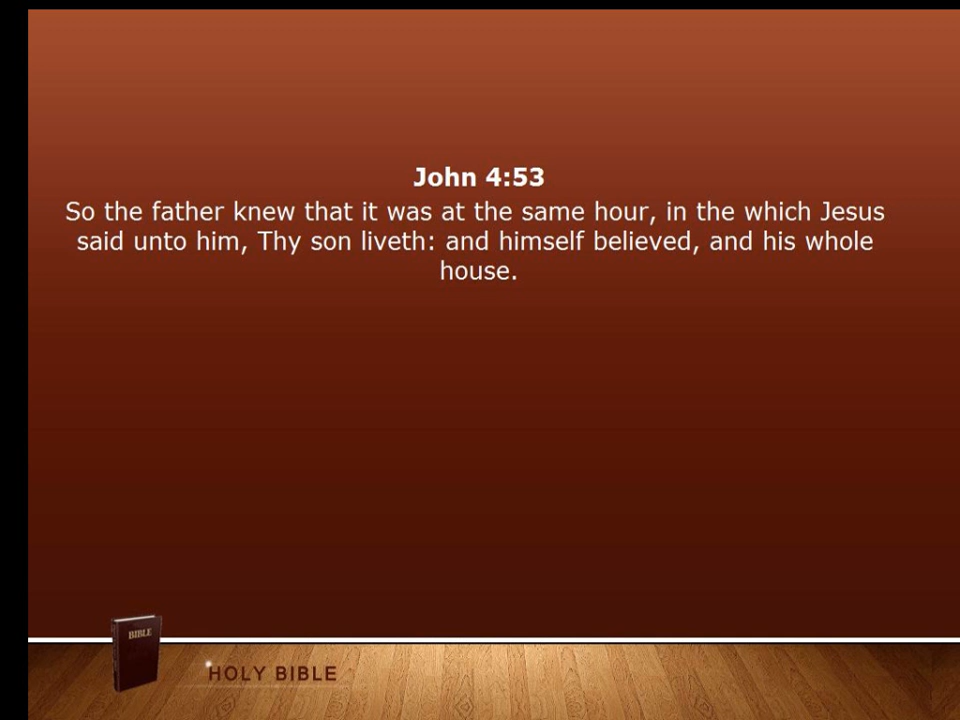 John 4:53
So the father knew that it was at the same hour, in the which Jesus
said unto him, Thy son liveth: and himself believed, and his whole
house.
BIBLE
HOLY BIBLE